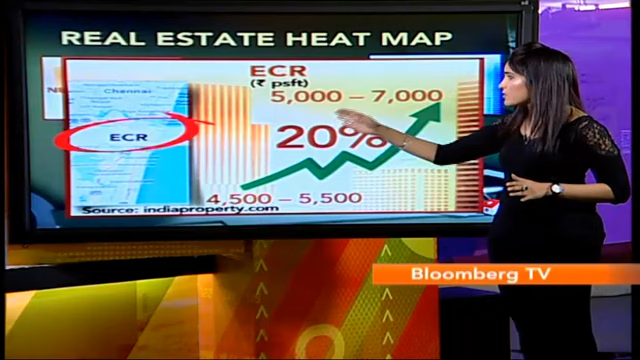 REAL ESTATE HEAT MAP
ECR
(₹ psft)
5,000 – 7,000
Chennai
ECR
20%
4,500 – 5,500
Source: indiaproperty.com
Bloomberg TV